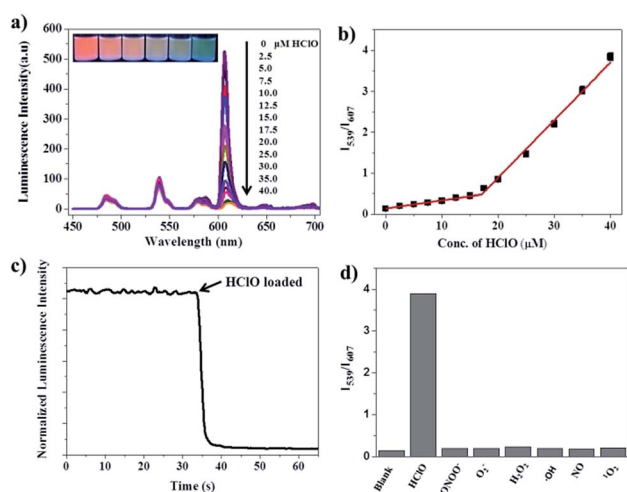 a)
Luminescence Intensity(a.u)
600
500
400
300
200
100
0
450 500 550 600 650 700
Wavelength (nm)
0 µM HClO
2.5
5.0
7.5
10.0
12.5
15.0
17.5
20.0
25.0
30.0
35.0
40.0
b)
I539/I607
4
3
2
1
0
0 10 20 30 40
Conc. of HClO (µM)
c)
Normalized Luminescence Intensity
HClO loaded
0 10 20 30 40 50 60
Time (s)
d)
I539/I607
4
3
2
1
0
Blank
HClO
ONOO-
O2-
H2O2
·OH
NO
1O2